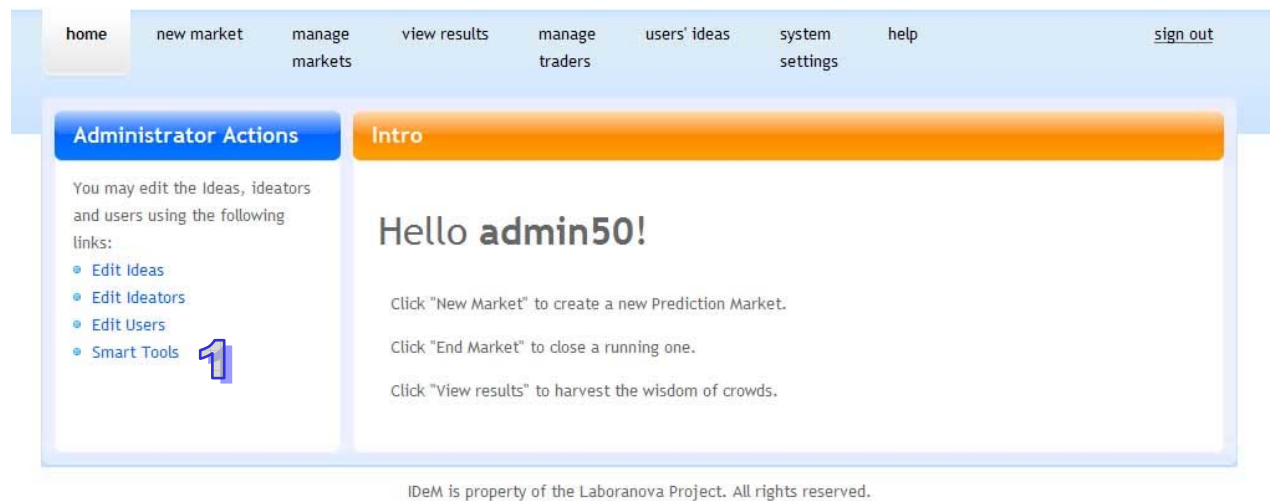 home new market manage markets view results manage traders users' ideas system settings help sign out
Administrator Actions
You may edit the Ideas, ideators
and users using the following
links:
Edit Ideas
Edit Ideators
Edit Users
Smart Tools 1
Intro
Hello admin50!
Click "New Market" to create a new Prediction Market.
Click "End Market" to close a running one.
Click "View results" to harvest the wisdom of crowds.
IDeM is property of the Laboranova Project. All rights reserved.